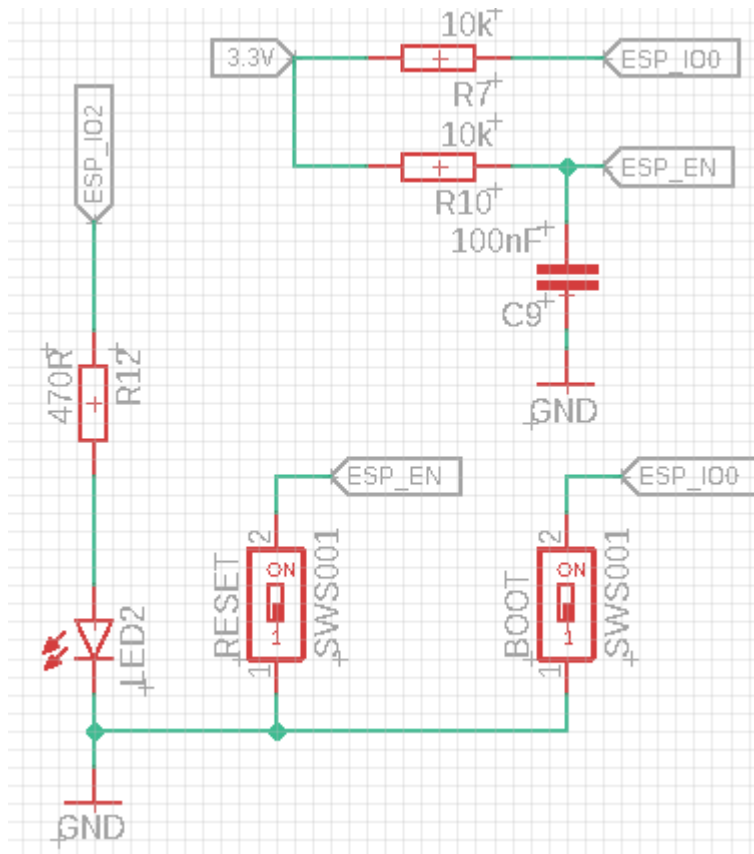 10k
3.3V
ESP_IO0
R7
10k
ESP_EN
R10
100nF
C9
GND
ESP_IO2
470R
R12
LED2
GND
ESP_EN
RESET
2
ON
1
1
SWS001
ESP_IO0
BOOT
2
ON
1
1
SWS001